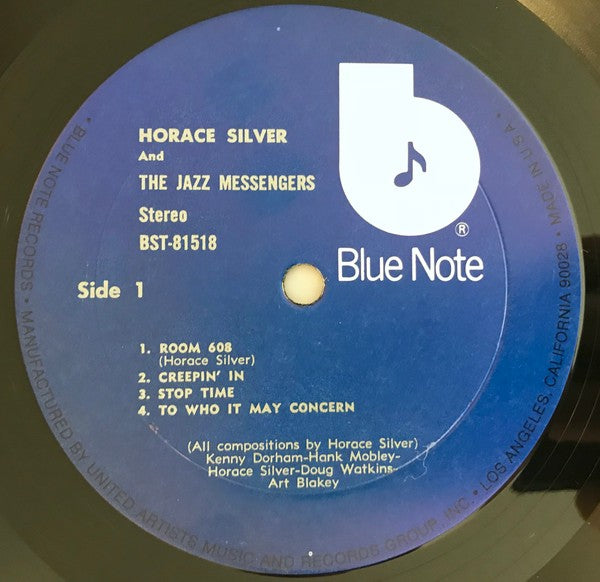 HORACE SILVER
And
THE JAZZ MESSENGERS
Stereo
BST-81518
Side 1
b
®
Blue Note
1. ROOM 608
(Horace Silver)
2. CREEPIN' IN
3. STOP TIME
4. TO WHO IT MAY CONCERN
(All compositions by Horace Silver)
Kenny Dorham-Hank Mobley-
Horace Silver-Doug Watkins-
Art Blakey
• BLUE NOTE RECORDS • MANUFACTURED BY UNITED ARTISTS MUSIC AND RECORDS GROUP, INC. • LOS ANGELES, CALIFORNIA 90028 • MADE IN U.S.A.